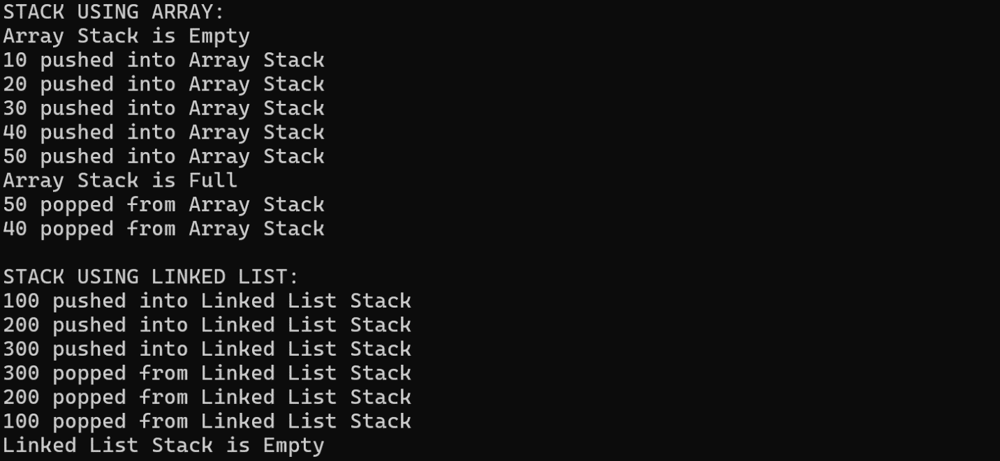 STACK USING ARRAY:
Array Stack is Empty
10 pushed into Array Stack
20 pushed into Array Stack
30 pushed into Array Stack
40 pushed into Array Stack
50 pushed into Array Stack
Array Stack is Full
50 popped from Array Stack
40 popped from Array Stack

STACK USING LINKED LIST:
100 pushed into Linked List Stack
200 pushed into Linked List Stack
300 pushed into Linked List Stack
300 popped from Linked List Stack
200 popped from Linked List Stack
100 popped from Linked List Stack
Linked List Stack is Empty